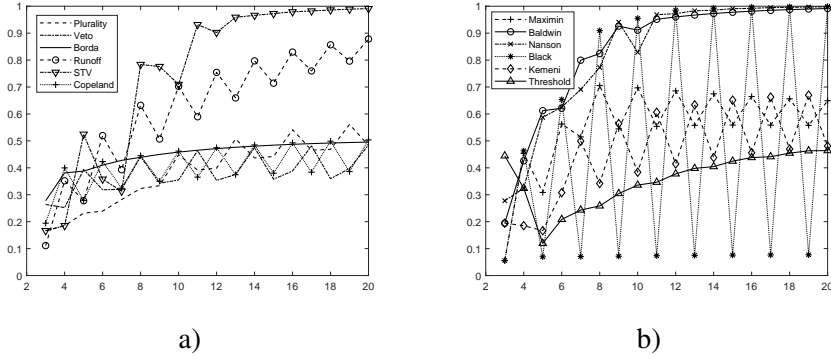 1
0.9
0.8
0.7
0.6
0.5
0.4
0.3
0.2
0.1
0
2 4 6 8 10 12 14 16 18 20
Plurality
Veto
Borda
Runoff
STV
Copeland
a)
1
0.9
0.8
0.7
0.6
0.5
0.4
0.3
0.2
0.1
0
2 4 6 8 10 12 14 16 18 20
Maximin
Baldwin
Nanson
Black
Kemeni
Threshold
b)